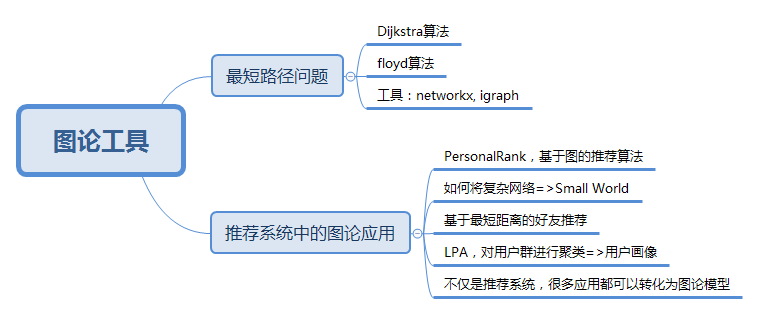 图论工具
最短路径问题
Dijkstra算法
floyd算法
工具：networkx, igraph
推荐系统中的图论应用
PersonalRank，基于图的推荐算法
如何将复杂网络=>Small World
基于最短距离的好友推荐
LPA，对用户群进行聚类=>用户画像
不仅是推荐系统，很多应用都可以转化为图论模型